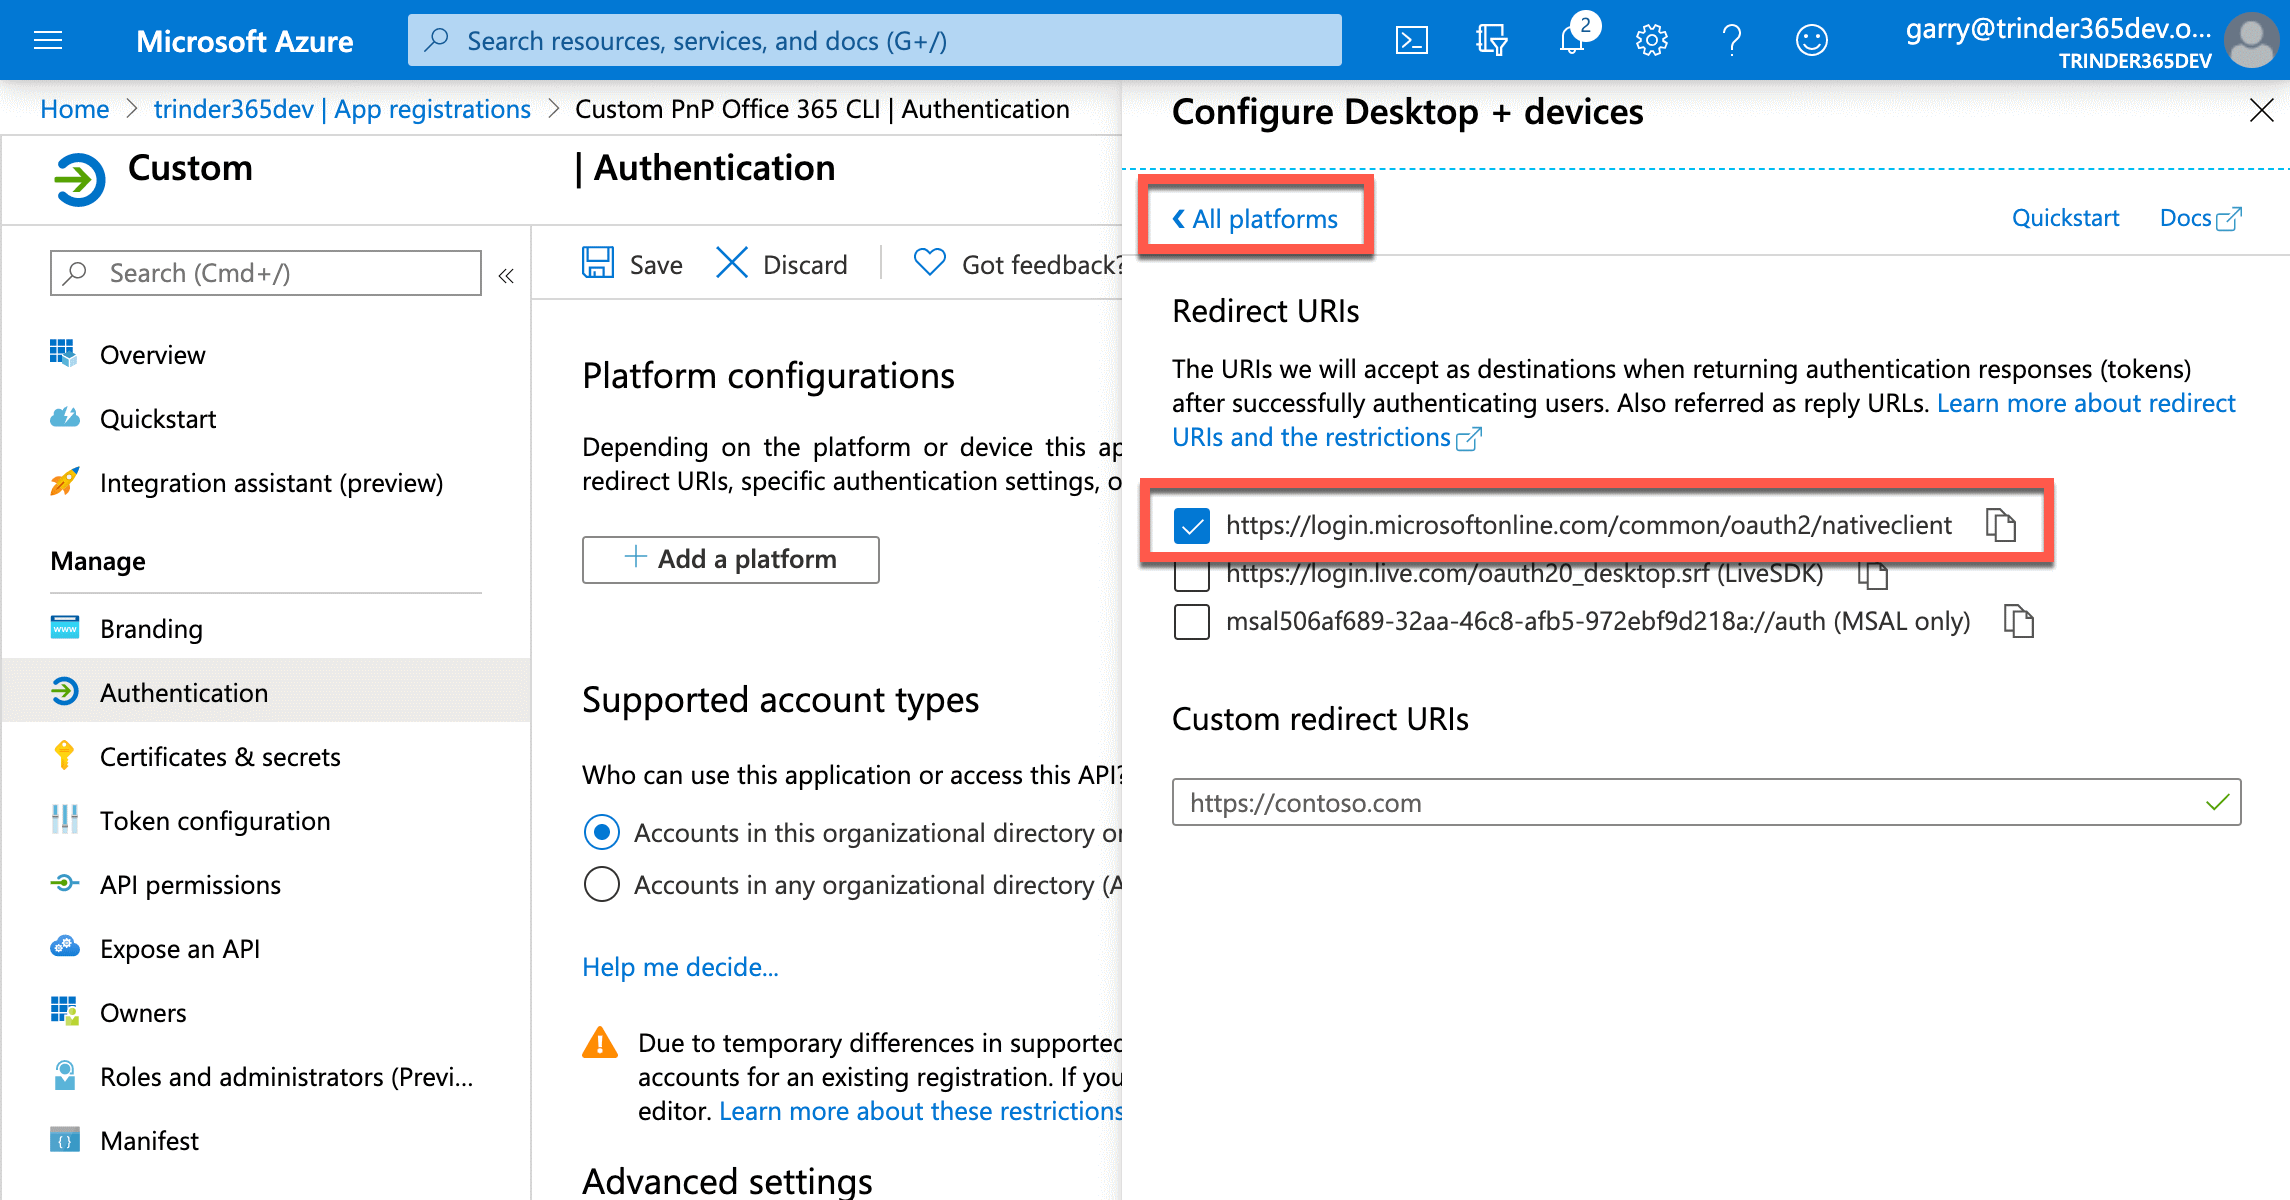 Microsoft Azure
Search resources, services, and docs (G+/)
2
garry@trinder365dev.o...
TRINDER365DEV
Home > trinder365dev | App registrations > Custom PnP Office 365 CLI | Authentication
Custom | Authentication
Search (Cmd+/)
«
Overview
Quickstart
Integration assistant (preview)
Manage
Branding
Authentication
Certificates & secrets
Token configuration
API permissions
Expose an API
Owners
Roles and administrators (Previ...
Manifest
Save
Discard
Got feedback?
Platform configurations
Depending on the platform or device this ap
redirect URIs, specific authentication settings, o
+ Add a platform
Supported account types
Who can use this application or access this API?
Accounts in this organizational directory or
Accounts in any organizational directory (A
Help me decide...
Due to temporary differences in supported
accounts for an existing registration. If you
editor. Learn more about these restrictions
Advanced settings
Configure Desktop + devices
All platforms
Quickstart
Docs
Redirect URIs
The URIs we will accept as destinations when returning authentication responses (tokens)
after successfully authenticating users. Also referred as reply URLs. Learn more about redirect
URIs and the restrictions
https://login.microsoftonline.com/common/oauth2/nativeclient
https://login.live.com/oauth20_desktop.srf (LiveSDK)
msal506af689-32aa-46c8-afb5-972ebf9d218a://auth (MSAL only)
Custom redirect URIs
https://contoso.com